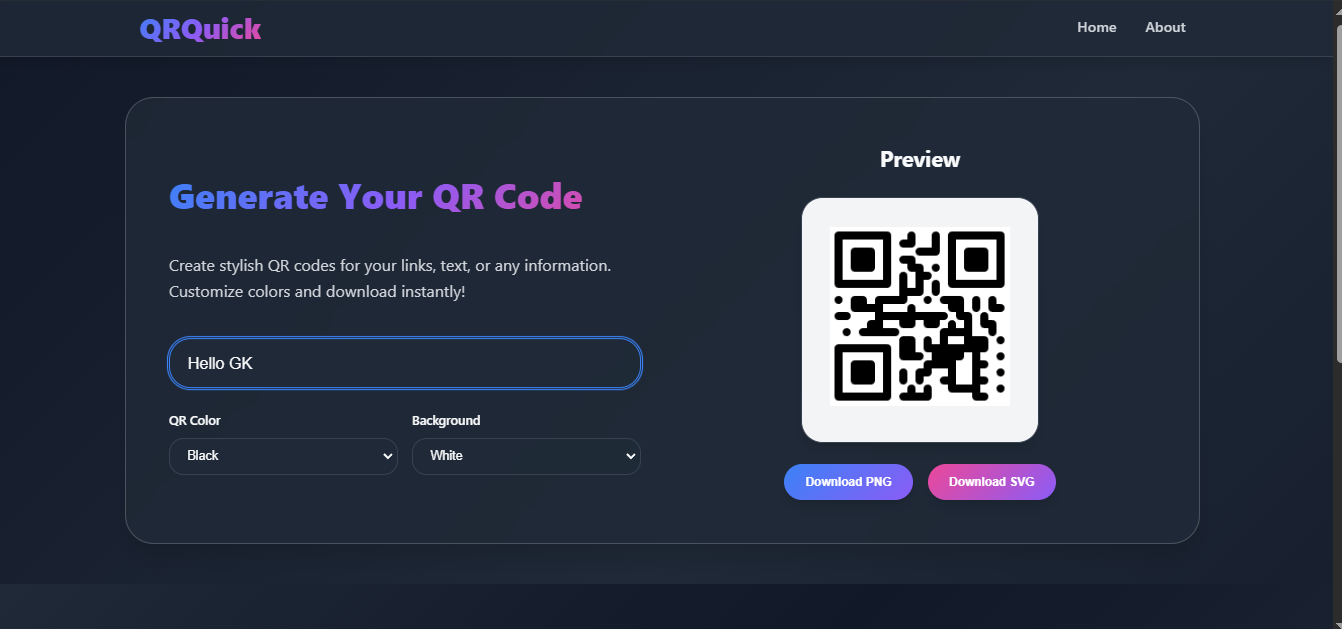 QRQuick
Home
About
Generate Your QR Code
Create stylish QR codes for your links, text, or any information.
Customize colors and download instantly!
Hello GK
QR Color
Background
Black
White
Preview
Download PNG
Download SVG